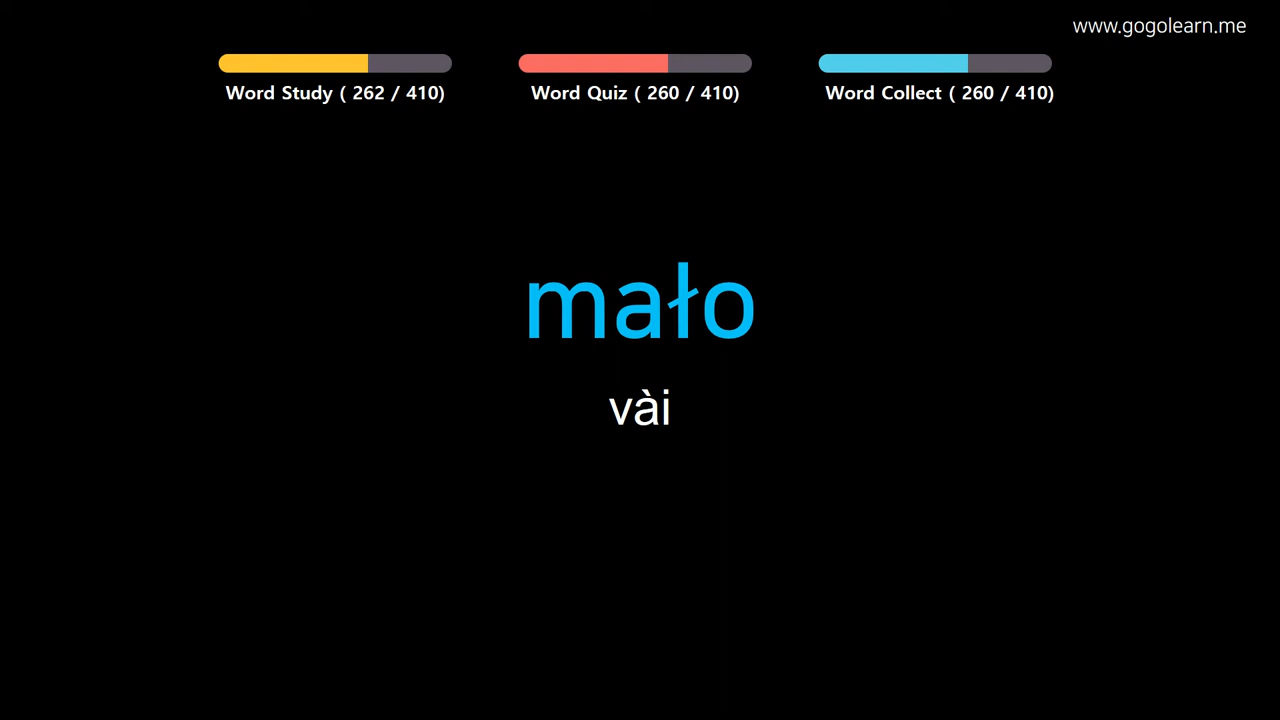 www.gogolearn.me
Word Study ( 262 / 410)
Word Quiz ( 260 / 410)
Word Collect ( 260 / 410)
mało
vài